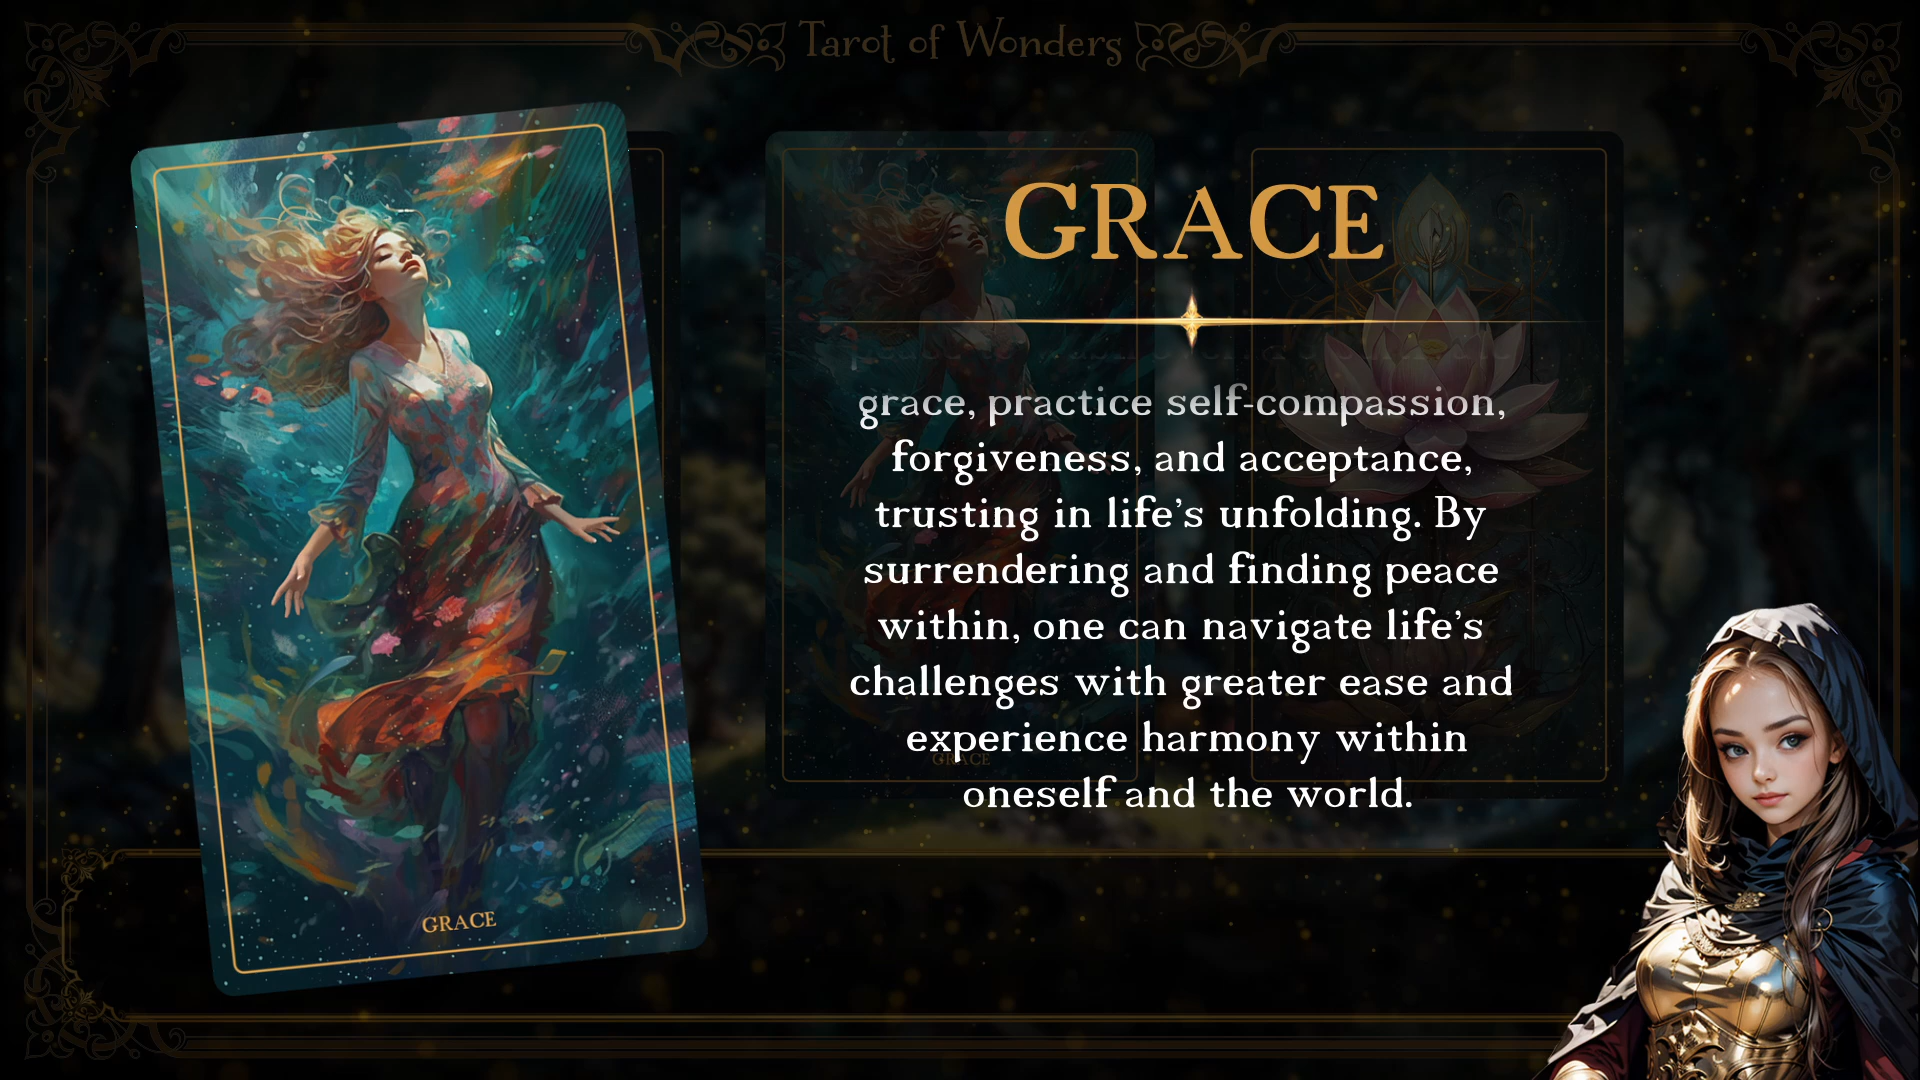 Tarot of Wonders
GRACE
grace, practice self-compassion,
forgiveness, and acceptance,
trusting in life’s unfolding. By
surrendering and finding peace
within, one can navigate life’s
challenges with greater ease and
experience harmony within
oneself and the world.
GRACE
GRACE